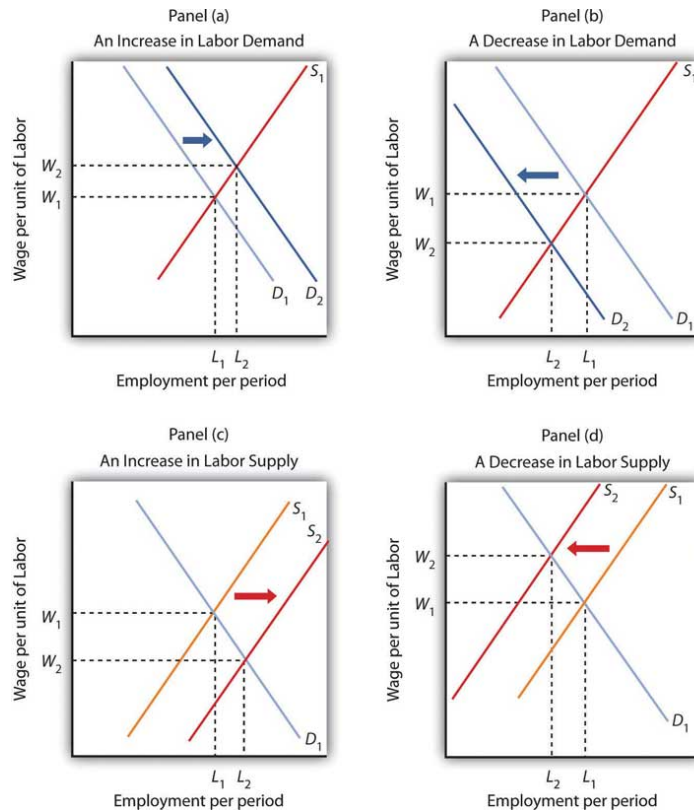 Panel (a)
An Increase in Labor Demand
Wage per unit of Labor
W2
W1
S1
D1
D2
L1
L2
Employment per period
Panel (b)
A Decrease in Labor Demand
Wage per unit of Labor
W1
W2
S1
D2
D1
L2
L1
Employment per period
Panel (c)
An Increase in Labor Supply
Wage per unit of Labor
W1
W2
S1
S2
D1
L1
L2
Employment per period
Panel (d)
A Decrease in Labor Supply
Wage per unit of Labor
W2
W1
S2
S1
D1
L2
L1
Employment per period